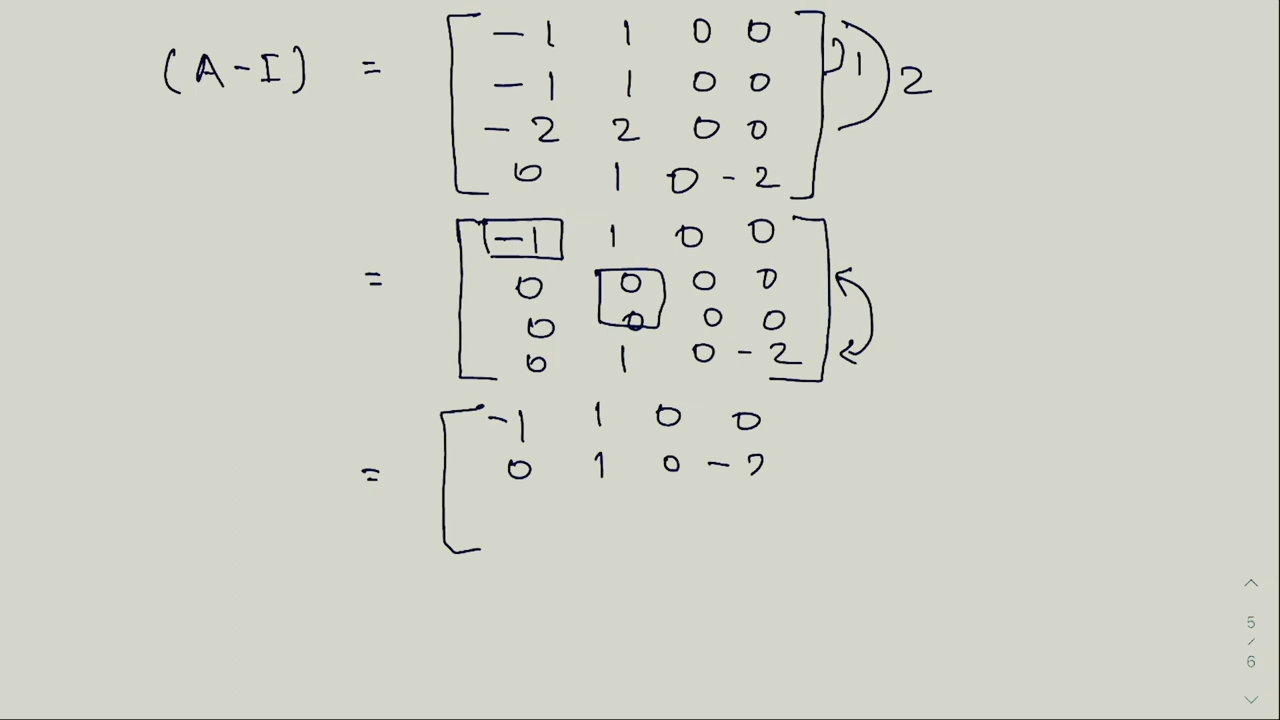 -1 1 0 0
(A-I) = -1 1 0 0 1 2
-2 2 0 0
0 1 0 -2
-1 1 0 0
= 0 0 0 0
0 0 0 0
0 1 0 -2
-1 1 0 0
= 0 1 0 -2
5
/
6